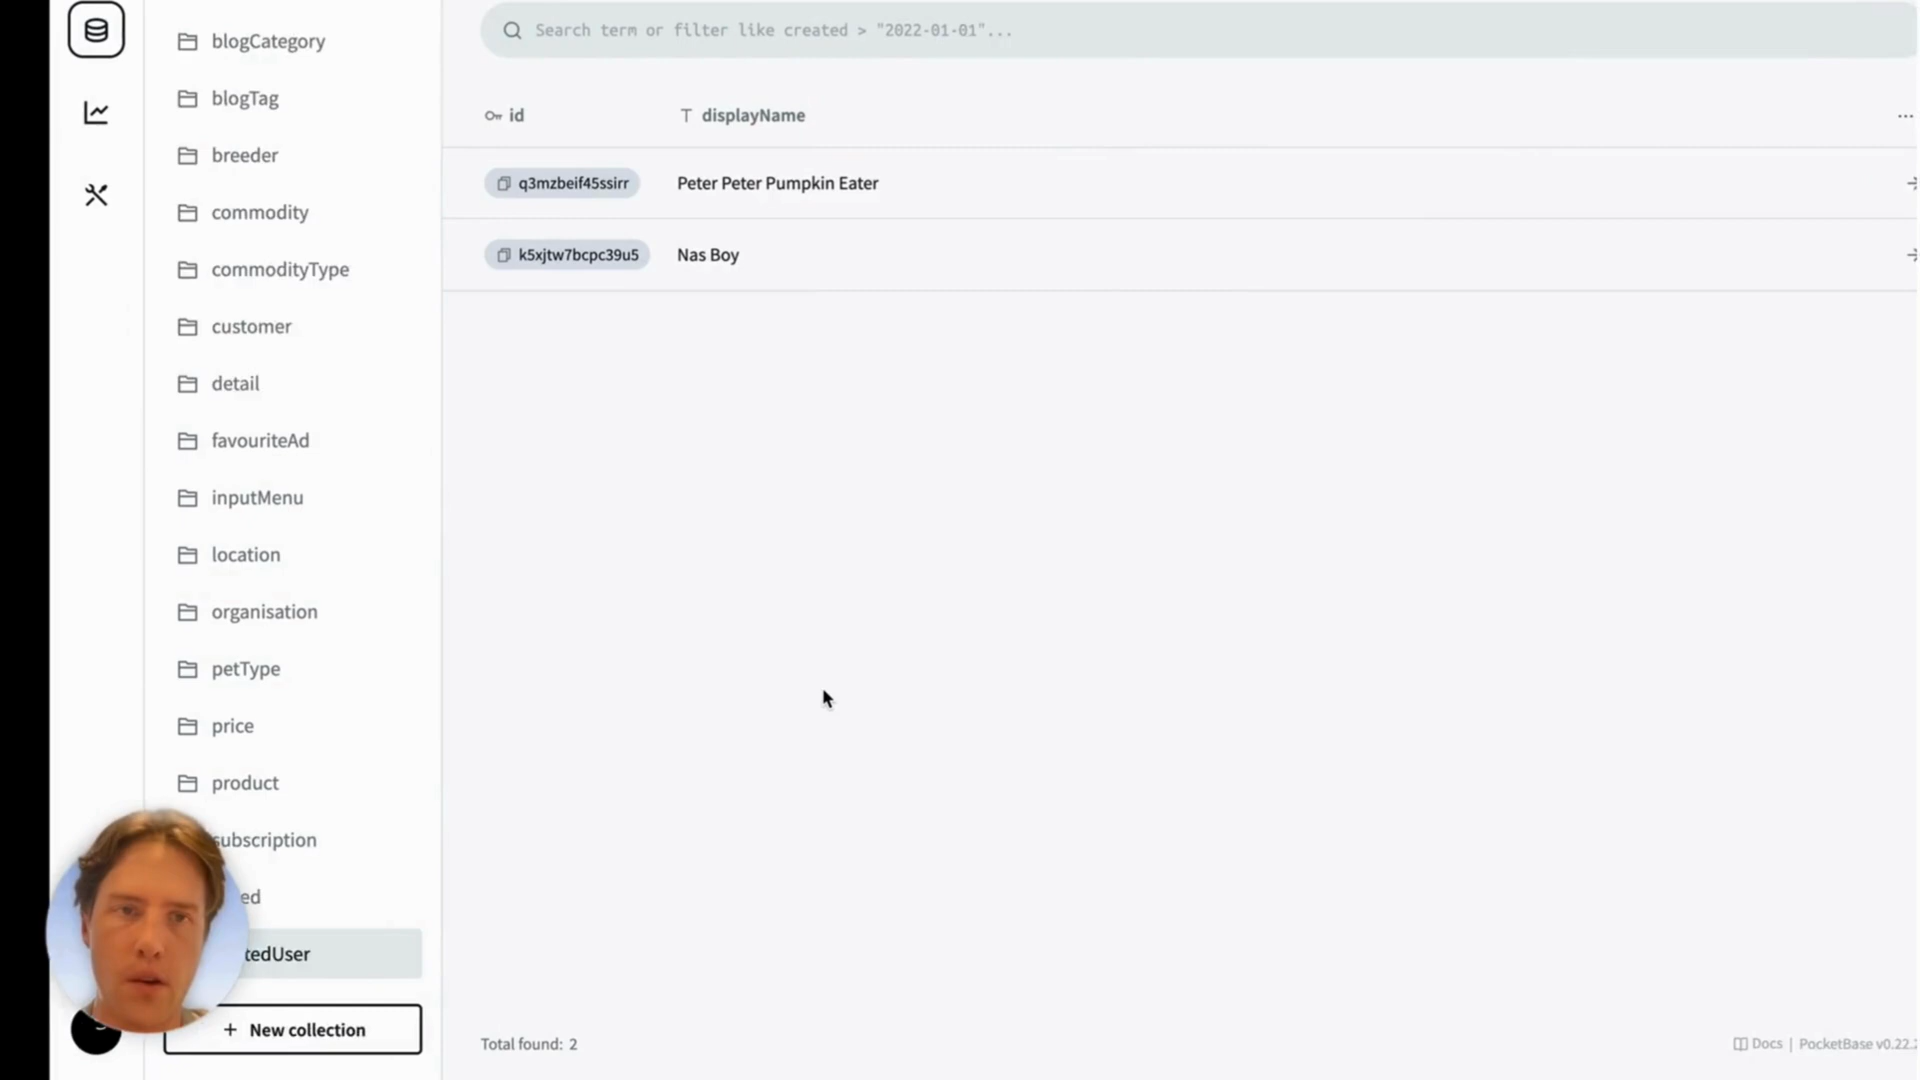 blogCategory
blogTag
breeder
commodity
commodityType
customer
detail
favouriteAd
inputMenu
location
organisation
petType
price
product
subscription
ed
tedUser
+ New collection
Search term or filter like created > "2022-01-01"...
id
displayName
...
q3mzbeif45ssirr
Peter Peter Pumpkin Eater
k5xjtw7bcpc39u5
Nas Boy
Total found: 2
Docs | PocketBase v0.22.